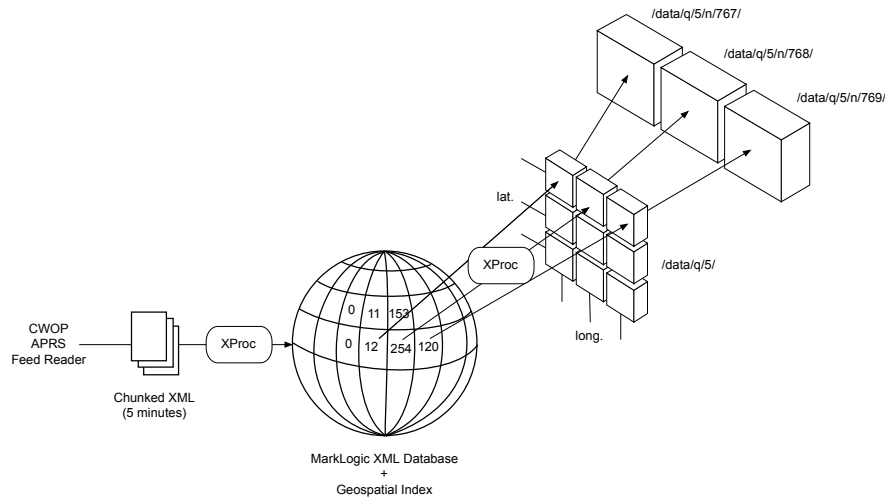 /data/q/5/n/767/
/data/q/5/n/768/
/data/q/5/n/769/
lat.
XProc
/data/q/5/
long.
0 11 153
0 12 254 120
CWOP
APRS
Feed Reader
XProc
Chunked XML
(5 minutes)
MarkLogic XML Database
+
Geospatial Index